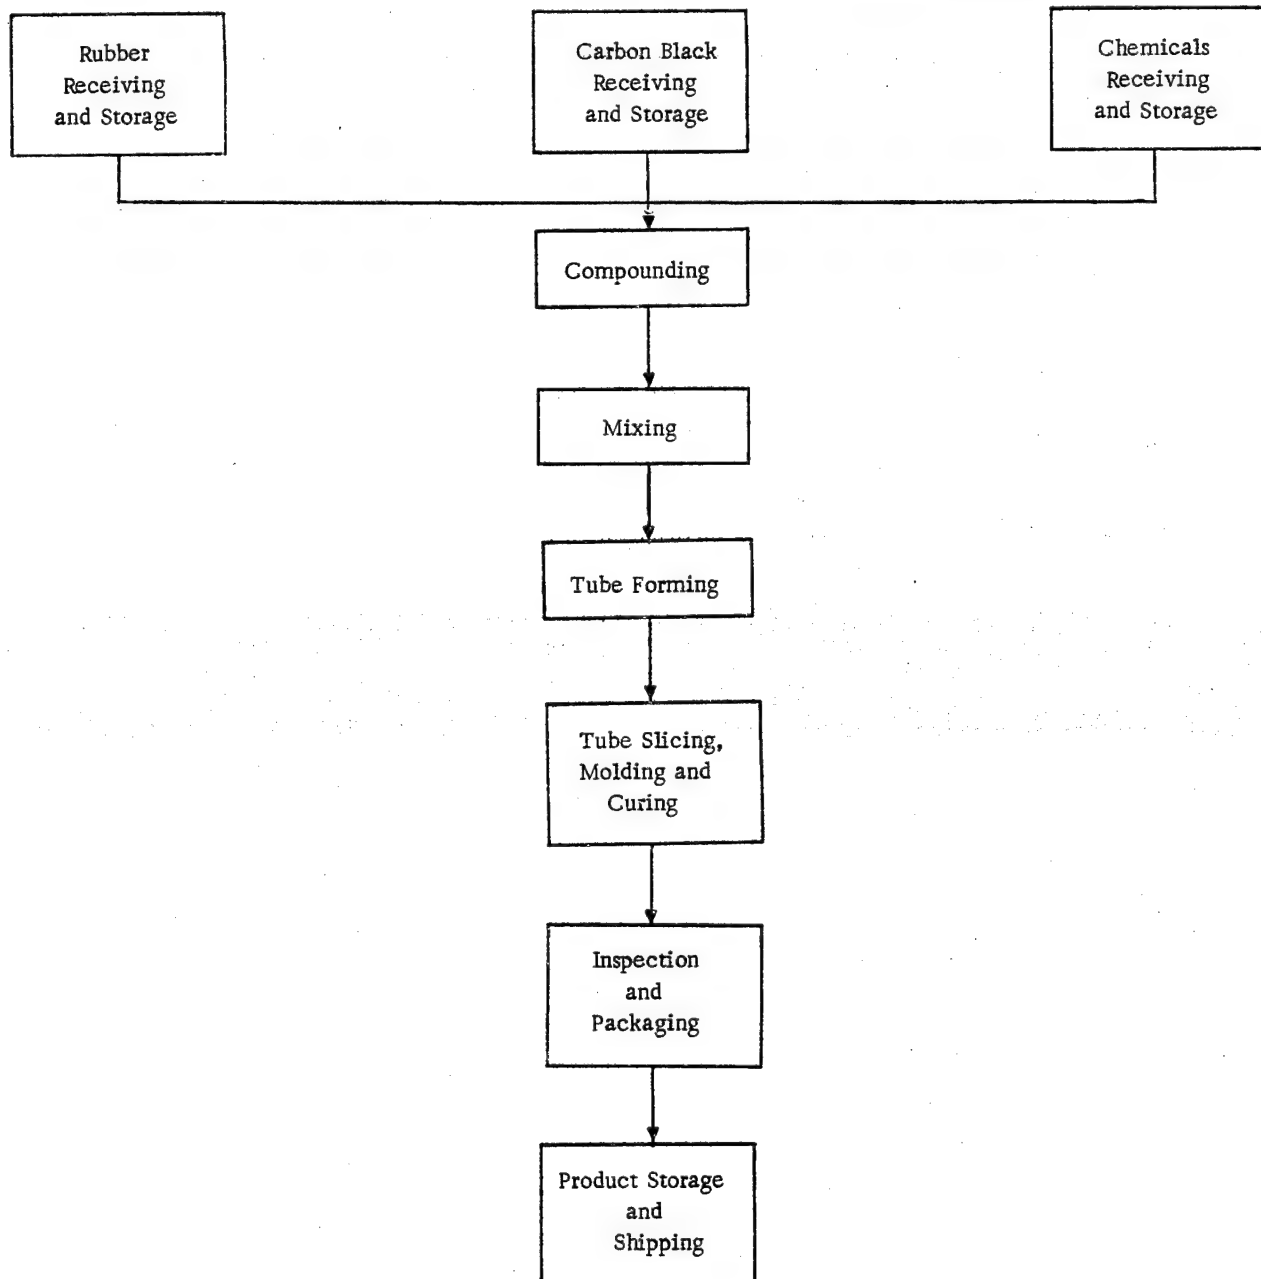 Rubber
Receiving
and Storage
Carbon Black
Receiving
and Storage
Chemicals
Receiving
and Storage
Compounding
Mixing
Tube Forming
Tube Slicing,
Molding and
Curing
Inspection
and
Packaging
Product Storage
and
Shipping